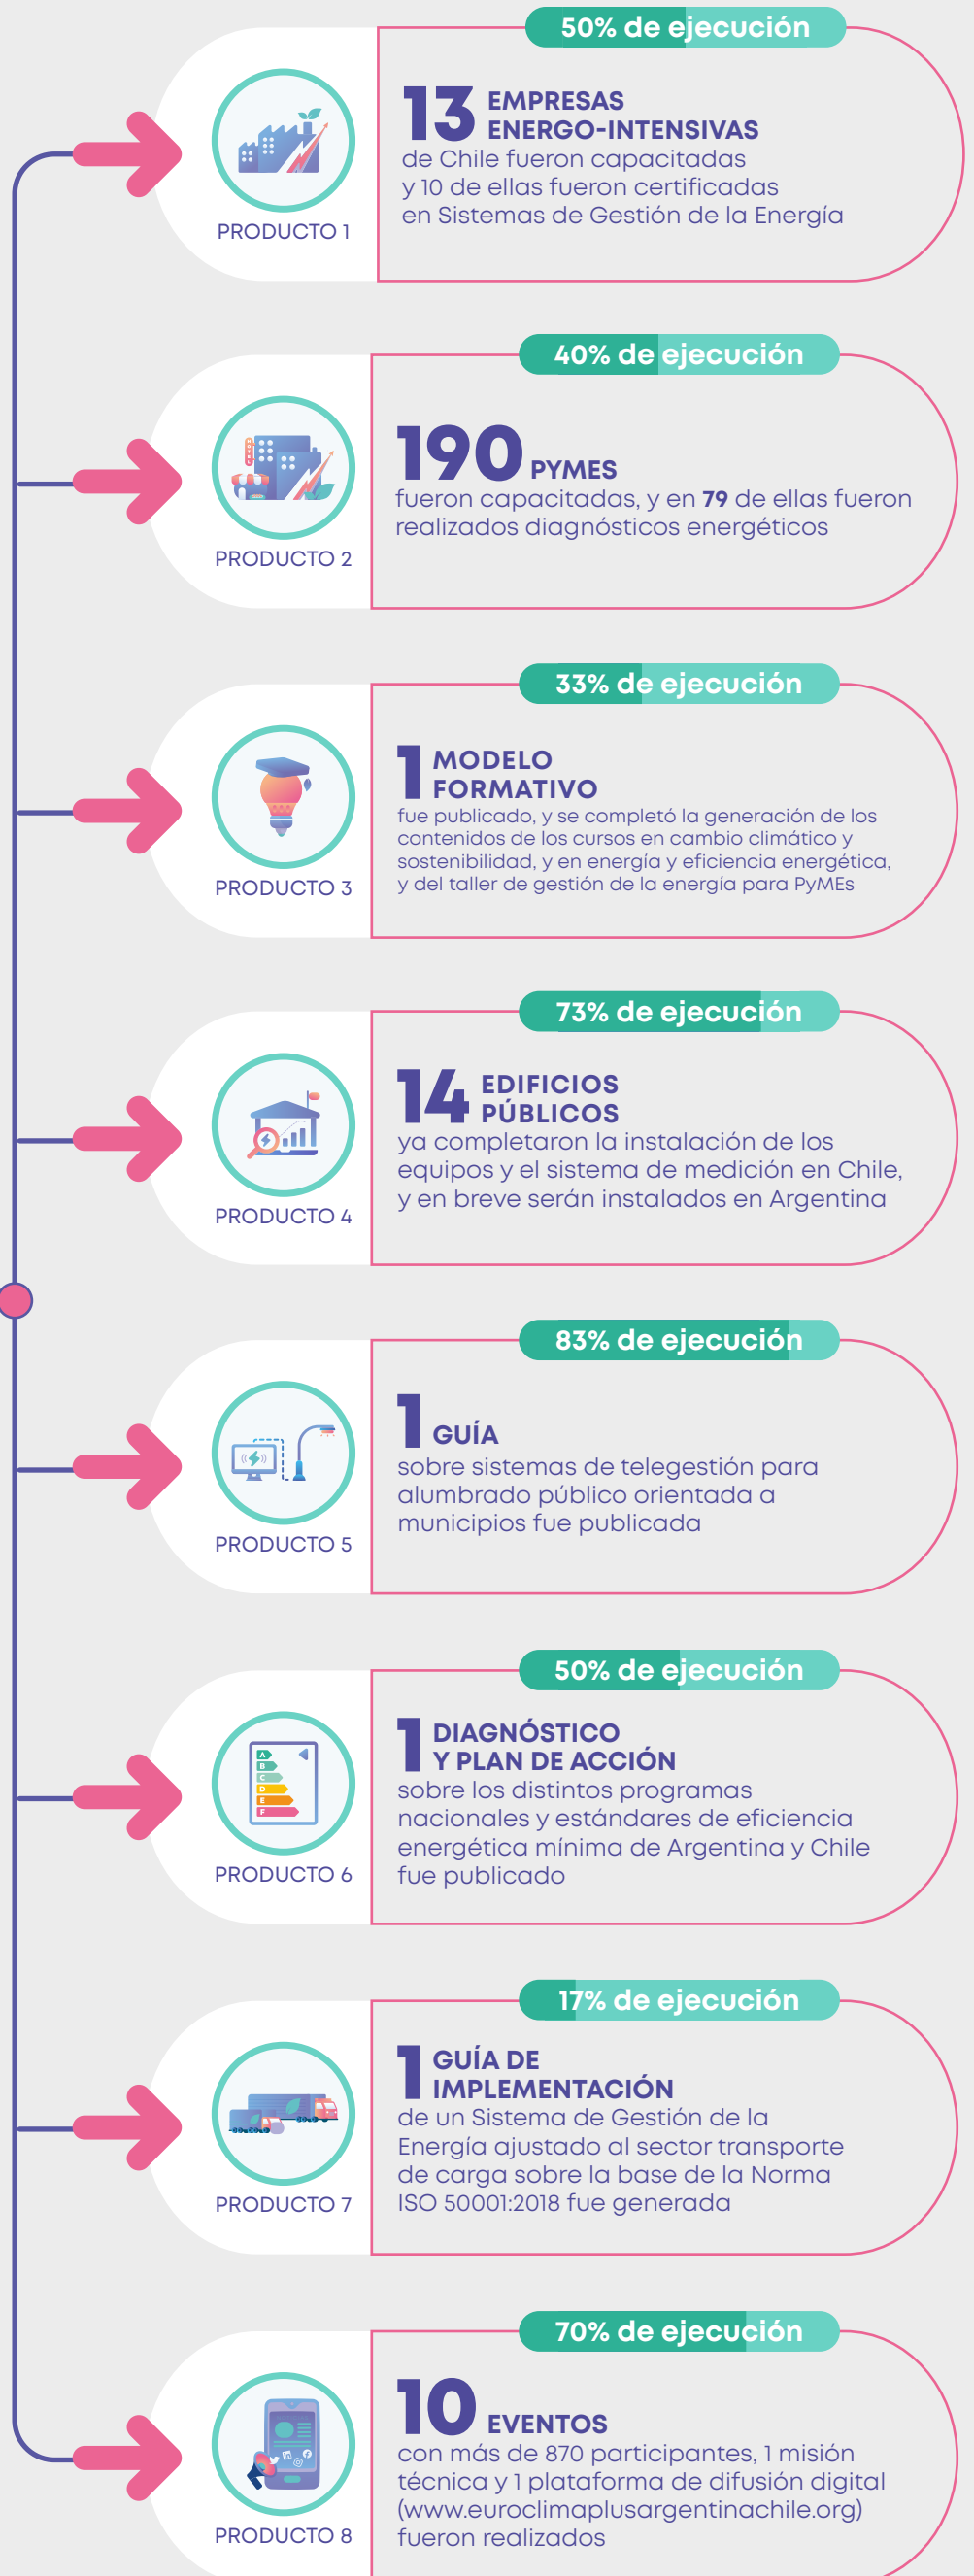 50% de ejecución
13 EMPRESAS
ENERGO-INTENSIVAS
de Chile fueron capacitadas
y 10 de ellas fueron certificadas
en Sistemas de Gestión de la Energía
PRODUCTO 1
40% de ejecución
190 PYMES
fueron capacitadas, y en 79 de ellas fueron
realizados diagnósticos energéticos
PRODUCTO 2
33% de ejecución
1 MODELO
FORMATIVO
fue publicado, y se completó la generación de los
contenidos de los cursos en cambio climático y
sostenibilidad, y en energía y eficiencia energética,
y del taller de gestión de la energía para PyMEs
PRODUCTO 3
73% de ejecución
14 EDIFICIOS
PÚBLICOS
ya completaron la instalación de los
equipos y el sistema de medición en Chile,
y en breve serán instalados en Argentina
PRODUCTO 4
83% de ejecución
1 GUÍA
sobre sistemas de telegestión para
alumbrado público orientada a
municipios fue publicada
PRODUCTO 5
50% de ejecución
1 DIAGNÓSTICO
Y PLAN DE ACCIÓN
sobre los distintos programas
nacionales y estándares de eficiencia
energética mínima de Argentina y Chile
fue publicado
A
B
C
D
E
F
PRODUCTO 6
17% de ejecución
1 GUÍA DE
IMPLEMENTACIÓN
de un Sistema de Gestión de la
Energía ajustado al sector transporte
de carga sobre la base de la Norma
ISO 50001:2018 fue generada
PRODUCTO 7
70% de ejecución
10 EVENTOS
con más de 870 participantes, 1 misión
técnica y 1 plataforma de difusión digital
(www.euroclimaplusargentinachile.org)
fueron realizados
PRODUCTO 8